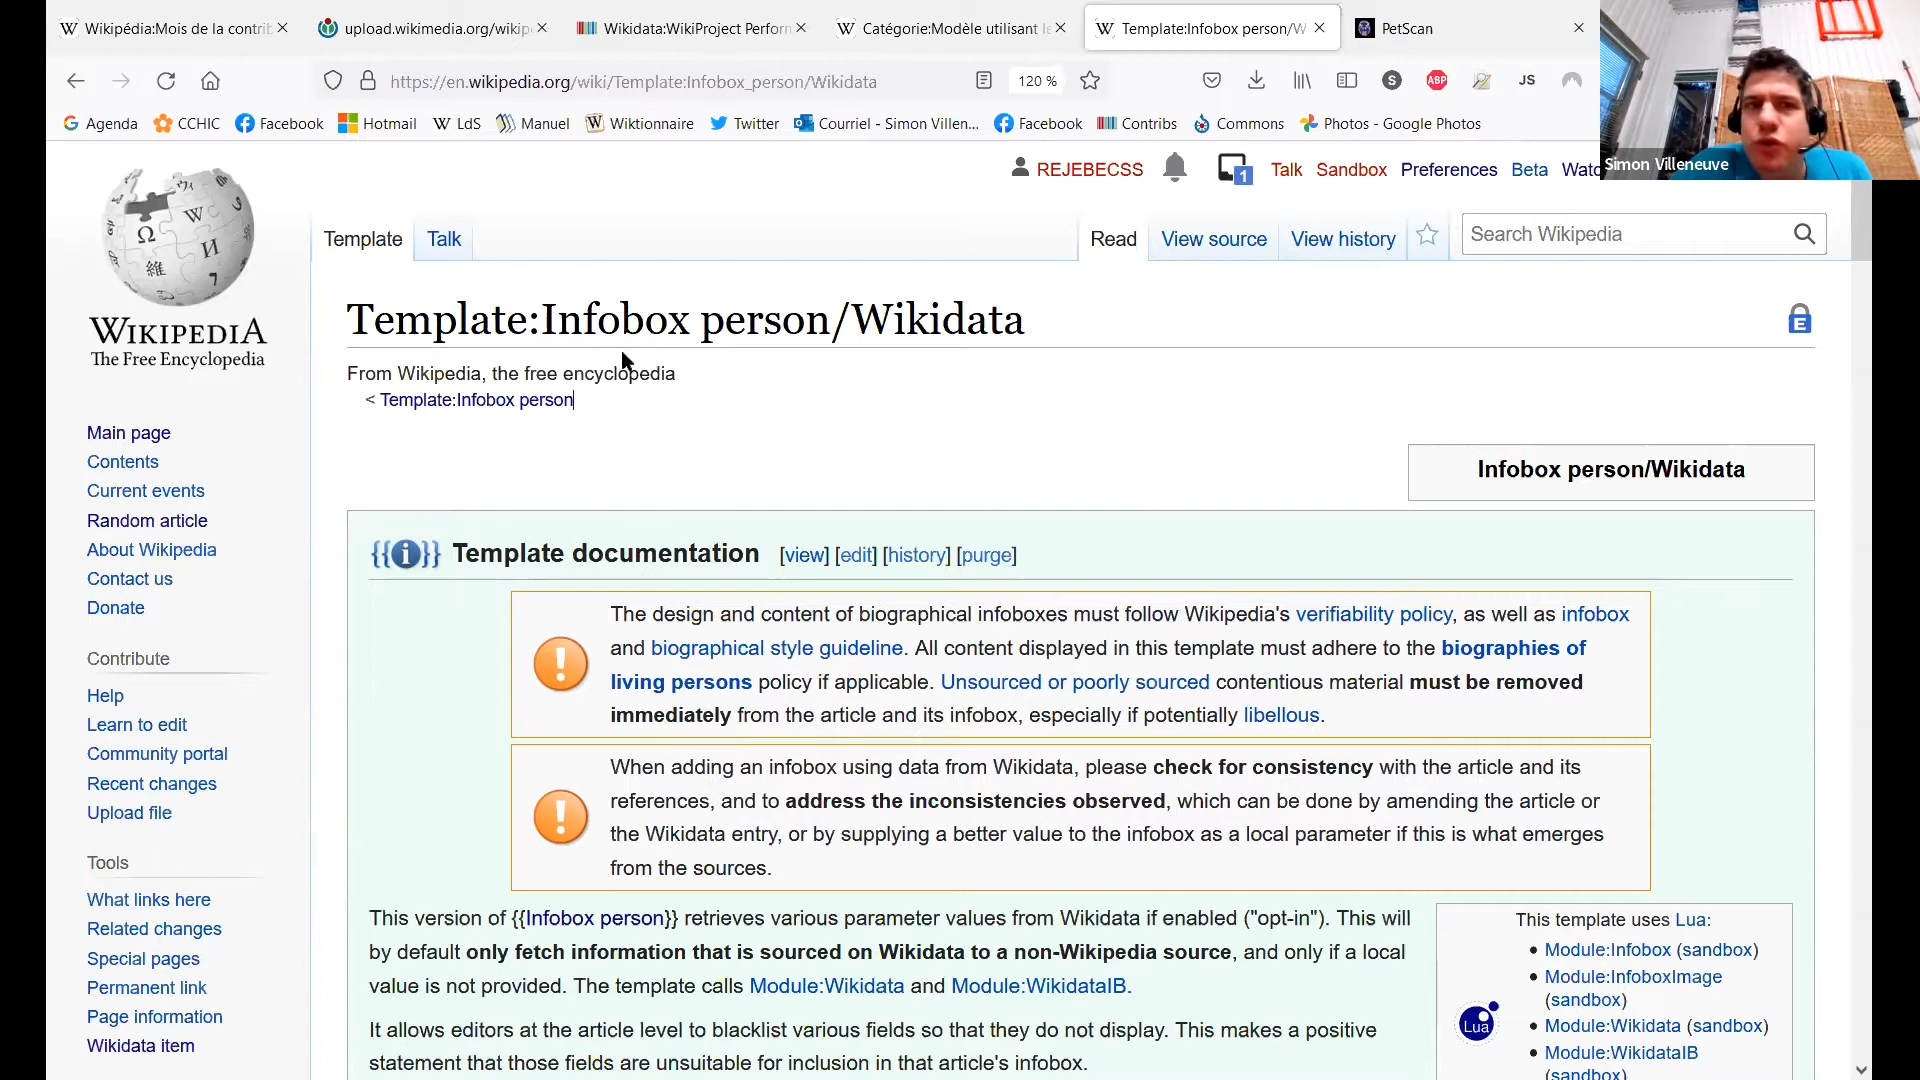 Wikipédia:Mois de la contrib
upload.wikimedia.org/wikip
Wikidata:WikiProject Perform
Catégorie:Modèle utilisant le
Template:Infobox person/W
PetScan
https://en.wikipedia.org/wiki/Template:Infobox_person/Wikidata
120 %
S
ABP
JS
Agenda
CCHIC
Facebook
Hotmail
LdS
Manuel
Wiktionnaire
Twitter
Courriel - Simon Villen...
Facebook
Contribs
Commons
Photos - Google Photos
Simon Villeneuve
REJEBECSS
1
Talk
Sandbox
Preferences
Beta
Watc
Template
Talk
Read
View source
View history
Search Wikipedia
WIKIPEDIA
The Free Encyclopedia
Main page
Contents
Current events
Random article
About Wikipedia
Contact us
Donate
Contribute
Help
Learn to edit
Community portal
Recent changes
Upload file
Tools
What links here
Related changes
Special pages
Permanent link
Page information
Wikidata item
Template:Infobox person/Wikidata
E
From Wikipedia, the free encyclopedia
< Template:Infobox person
Infobox person/Wikidata
{{i}} Template documentation [view] [edit] [history] [purge]
The design and content of biographical infoboxes must follow Wikipedia's verifiability policy, as well as infobox
and biographical style guideline. All content displayed in this template must adhere to the biographies of
living persons policy if applicable. Unsourced or poorly sourced contentious material must be removed
immediately from the article and its infobox, especially if potentially libellous.
When adding an infobox using data from Wikidata, please check for consistency with the article and its
references, and to address the inconsistencies observed, which can be done by amending the article or
the Wikidata entry, or by supplying a better value to the infobox as a local parameter if this is what emerges
from the sources.
This version of {{Infobox person}} retrieves various parameter values from Wikidata if enabled ("opt-in"). This will
by default only fetch information that is sourced on Wikidata to a non-Wikipedia source, and only if a local
value is not provided. The template calls Module:Wikidata and Module:WikidataIB.
It allows editors at the article level to blacklist various fields so that they do not display. This makes a positive
statement that those fields are unsuitable for inclusion in that article's infobox.
This template uses Lua:
Lua
Module:Infobox (sandbox)
Module:InfoboxImage
(sandbox)
Module:Wikidata (sandbox)
Module:WikidataIB
(sandbox)